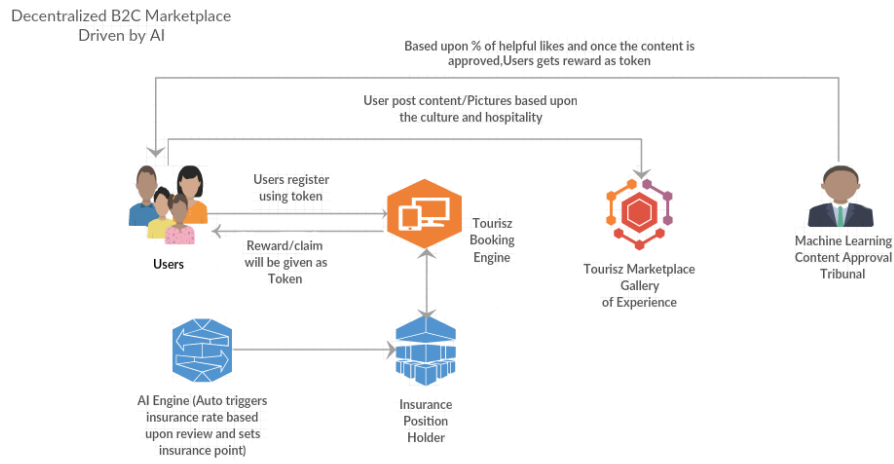 Decentralized B2C Marketplace
Driven by AI
Based upon % of helpful likes and once the content is
approved,Users gets reward as token
User post content/Pictures based upon
the culture and hospitality
Users register
using token
Reward/claim
will be given as
Token
Users
Tourisz
Booking
Engine
Tourisz Marketplace
Gallery
of Experience
Machine Learning
Content Approval
Tribunal
AI Engine (Auto triggers
insurance rate based
upon review and sets
insurance point)
Insurance
Position
Holder